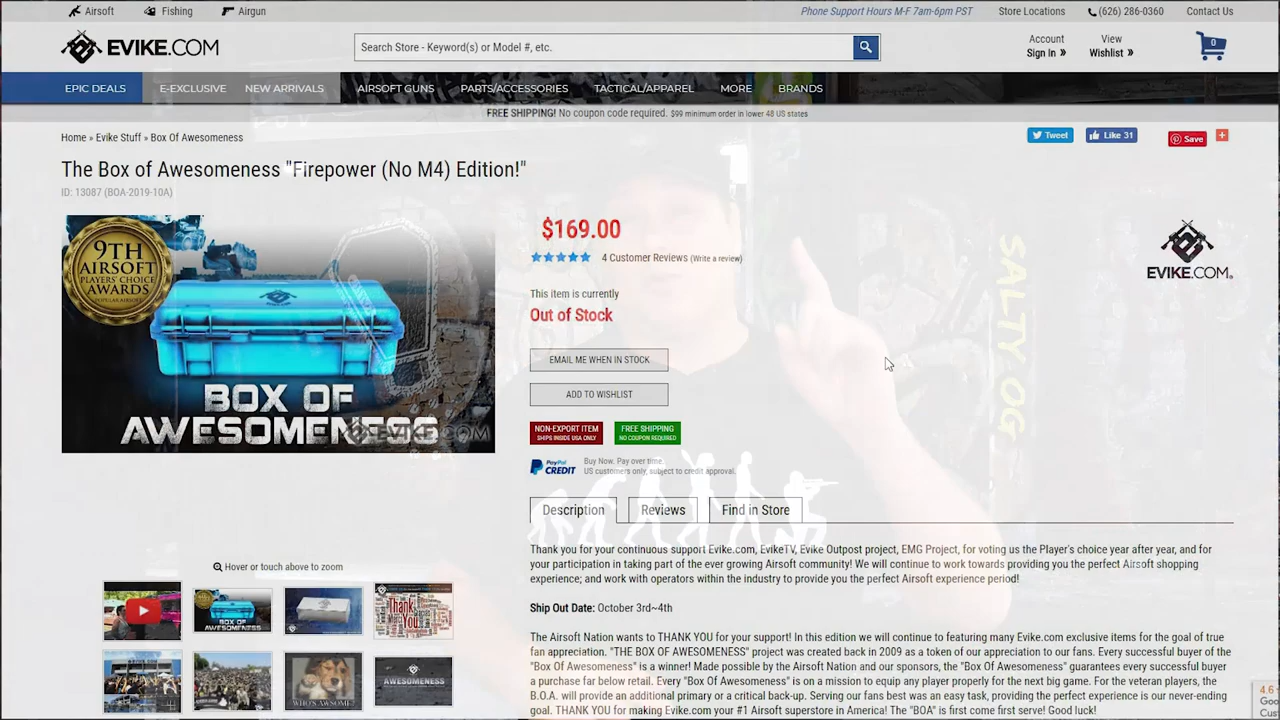 Airsoft Fishing Airgun Phone Support Hours M-F 7am-6pm PST Store Locations (626) 286-0360 Contact Us
EVIKE.COM
Search Store - Keyword(s) or Model #, etc.
Account
Sign In »
View
Wishlist »
0
EPIC DEALS E-EXCLUSIVE NEW ARRIVALS AIRSOFT GUNS PARTS/ACCESSORIES TACTICAL/APPAREL MORE BRANDS
FREE SHIPPING! No coupon code required. $99 minimum order in lower 48 US states
Home » Evike Stuff » Box Of Awesomeness
Tweet Like 31 Save
The Box of Awesomeness "Firepower (No M4) Edition!"
ID: 13087 (BOA-2019-10A)
9TH
AIRSOFT
PLAYERS' CHOICE
AWARDS
POPULAR AIRSOFT
BOX OF
AWESOMENESS
EVIKE.COM
$169.00
4 Customer Reviews (Write a review)
This item is currently
Out of Stock
EMAIL ME WHEN IN STOCK
ADD TO WISHLIST
NON-EXPORT ITEM
SHIPS INSIDE USA ONLY
FREE SHIPPING
NO COUPON REQUIRED
PayPal
CREDIT
Buy Now. Pay over time.
US customers only, subject to credit approval.
EVIKE.COM
SAFETY
Description Reviews Find in Store
Thank you for your continuous support Evike.com, EvikeTV, Evike Outpost project, EMG Project, for voting us the Player's choice year after year, and for
your participation in taking part of the ever growing Airsoft community! We will continue to work towards providing you the perfect Airsoft shopping
experience; and work with operators within the industry to provide you the perfect Airsoft experience period!
Ship Out Date: October 3rd-4th
The Airsoft Nation wants to THANK YOU for your support! In this edition we will continue to featuring many Evike.com exclusive items for the goal of true
fan appreciation. "THE BOX OF AWESOMENESS" project was created back in 2009 as a token of our appreciation to our fans. Every successful buyer of the
"Box Of Awesomeness" is a winner! Made possible by the Airsoft Nation and our sponsors, the "Box Of Awesomeness" guarantees every successful buyer
a purchase far below retail. Every "Box Of Awesomeness" is on a mission to equip any player properly for the next big game. For the veteran players, the
B.O.A. will provide an additional primary or a critical back-up. Serving our fans best was an easy task, providing the perfect experience is our never-ending
goal. THANK YOU for making Evike.com your #1 Airsoft superstore in America! The "BOA" is first come first serve! Good luck!
Hover or touch above to zoom
BOX OF
AWESOMENESS
Thank
You
WHO'S AWSOME
AWESOMENESS
4.6